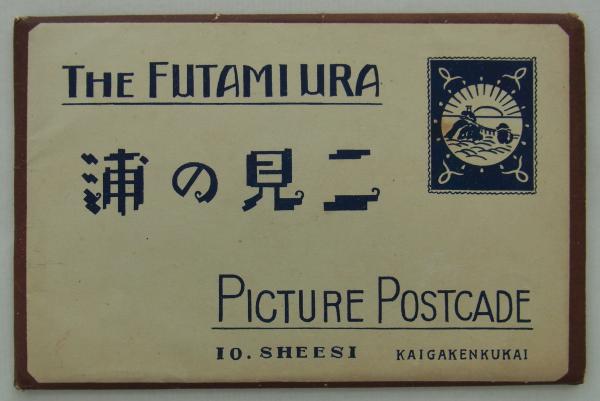 THE FUTAMI URA
二見の浦
PICTURE POSTCADE
10. SHEESI KAIGAKENKUKAI